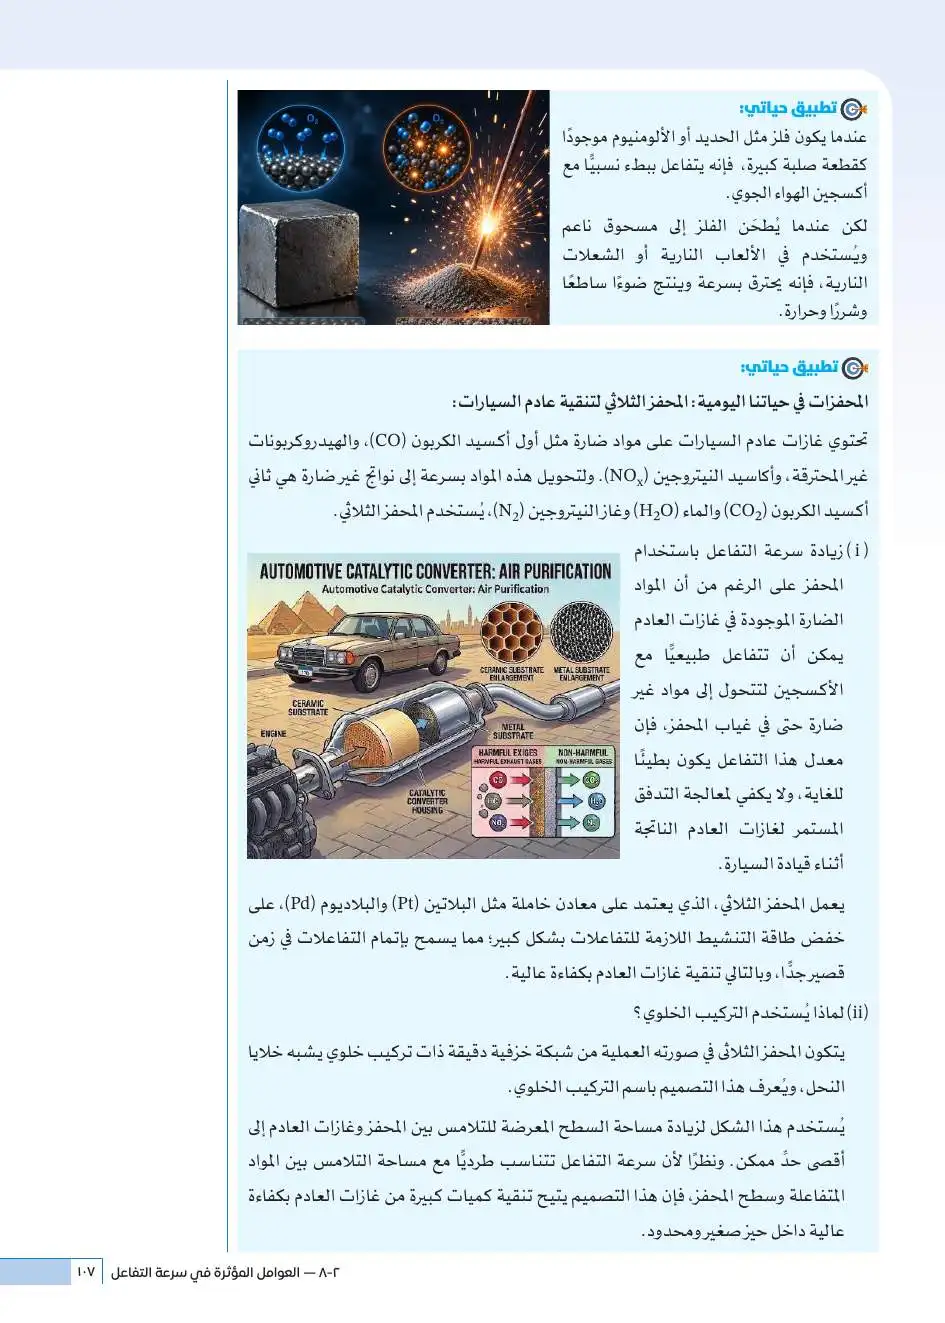 تطبيق حياتي:
عندما يكون فلز مثل الحديد أو الألومنيوم موجودًا
كقطعة صلبة كبيرة، فإنه يتفاعل ببطء نسبيًّا مع
أكسجين الهواء الجوي.
لكن عندما يُطحَن الفلز إلى مسحوق ناعم
ويُستخدم في الألعاب النارية أو الشعلات
النارية، فإنه يحترق بسرعة وينتج ضوءًا ساطعًا
وشررًا وحرارة.
O₂
O₂
تطبيق حياتي:
المحفزات في حياتنا اليومية: المحفز الثلاثي لتنقية عادم السيارات:
تحتوي غازات عادم السيارات على مواد ضارة مثل أول أكسيد الكربون (CO)، والهيدروكربونات
غير المحترقة، وأكاسيد النيتروجين (NOₓ). ولتحويل هذه المواد بسرعة إلى نواتج غير ضارة هي ثاني
أكسيد الكربون (CO₂) والماء (H₂O) وغاز النيتروجين (N₂)، يُستخدم المحفز الثلاثي.
(i) زيادة سرعة التفاعل باستخدام
المحفز على الرغم من أن المواد
الضارة الموجودة في غازات العادم
يمكن أن تتفاعل طبيعيًّا مع
الأكسجين لتتحول إلى مواد غير
ضارة حتى في غياب المحفز، فإن
معدل هذا التفاعل يكون بطيئًا
للغاية، ولا يكفي لمعالجة التدفق
المستمر لغازات العادم الناتجة
أثناء قيادة السيارة.
AUTOMOTIVE CATALYTIC CONVERTER: AIR PURIFICATION
Automotive Catalytic Converter: Air Purification
CERAMIC SUBSTRATE
ENLARGEMENT
METAL SUBSTRATE
ENLARGEMENT
CERAMIC
SUBSTRATE
ENGINE
METAL
SUBSTRATE
CATALYTIC
CONVERTER
HOUSING
HARMFUL EXIGES
HARMFUL EXHAUST GASES
NON-HARMFUL
NON-HARMFUL GASES
CO
CO₂
HC
H₂O
NOₓ
N₂
يعمل المحفز الثلاثي، الذي يعتمد على معادن خاملة مثل البلاتين (Pt) والبلاديوم (Pd)، على
خفض طاقة التنشيط اللازمة للتفاعلات بشكل كبير؛ مما يسمح بإتمام التفاعلات في زمن
قصير جدًّا، وبالتالي تنقية غازات العادم بكفاءة عالية.
(ii) لماذا يُستخدم التركيب الخلوي؟
يتكون المحفز الثلاثى في صورته العملية من شبكة خزفية دقيقة ذات تركيب خلوي يشبه خلايا
النحل، ويُعرف هذا التصميم باسم التركيب الخلوي.
يُستخدم هذا الشكل لزيادة مساحة السطح المعرضة للتلامس بين المحفز وغازات العادم إلى
أقصى حدٍّ ممكن. ونظرًا لأن سرعة التفاعل تتناسب طرديًّا مع مساحة التلامس بين المواد
المتفاعلة وسطح المحفز، فإن هذا التصميم يتيح تنقية كميات كبيرة من غازات العادم بكفاءة
عالية داخل حيز صغير ومحدود.
٨-٢ — العوامل المؤثرة في سرعة التفاعل ١٠٧